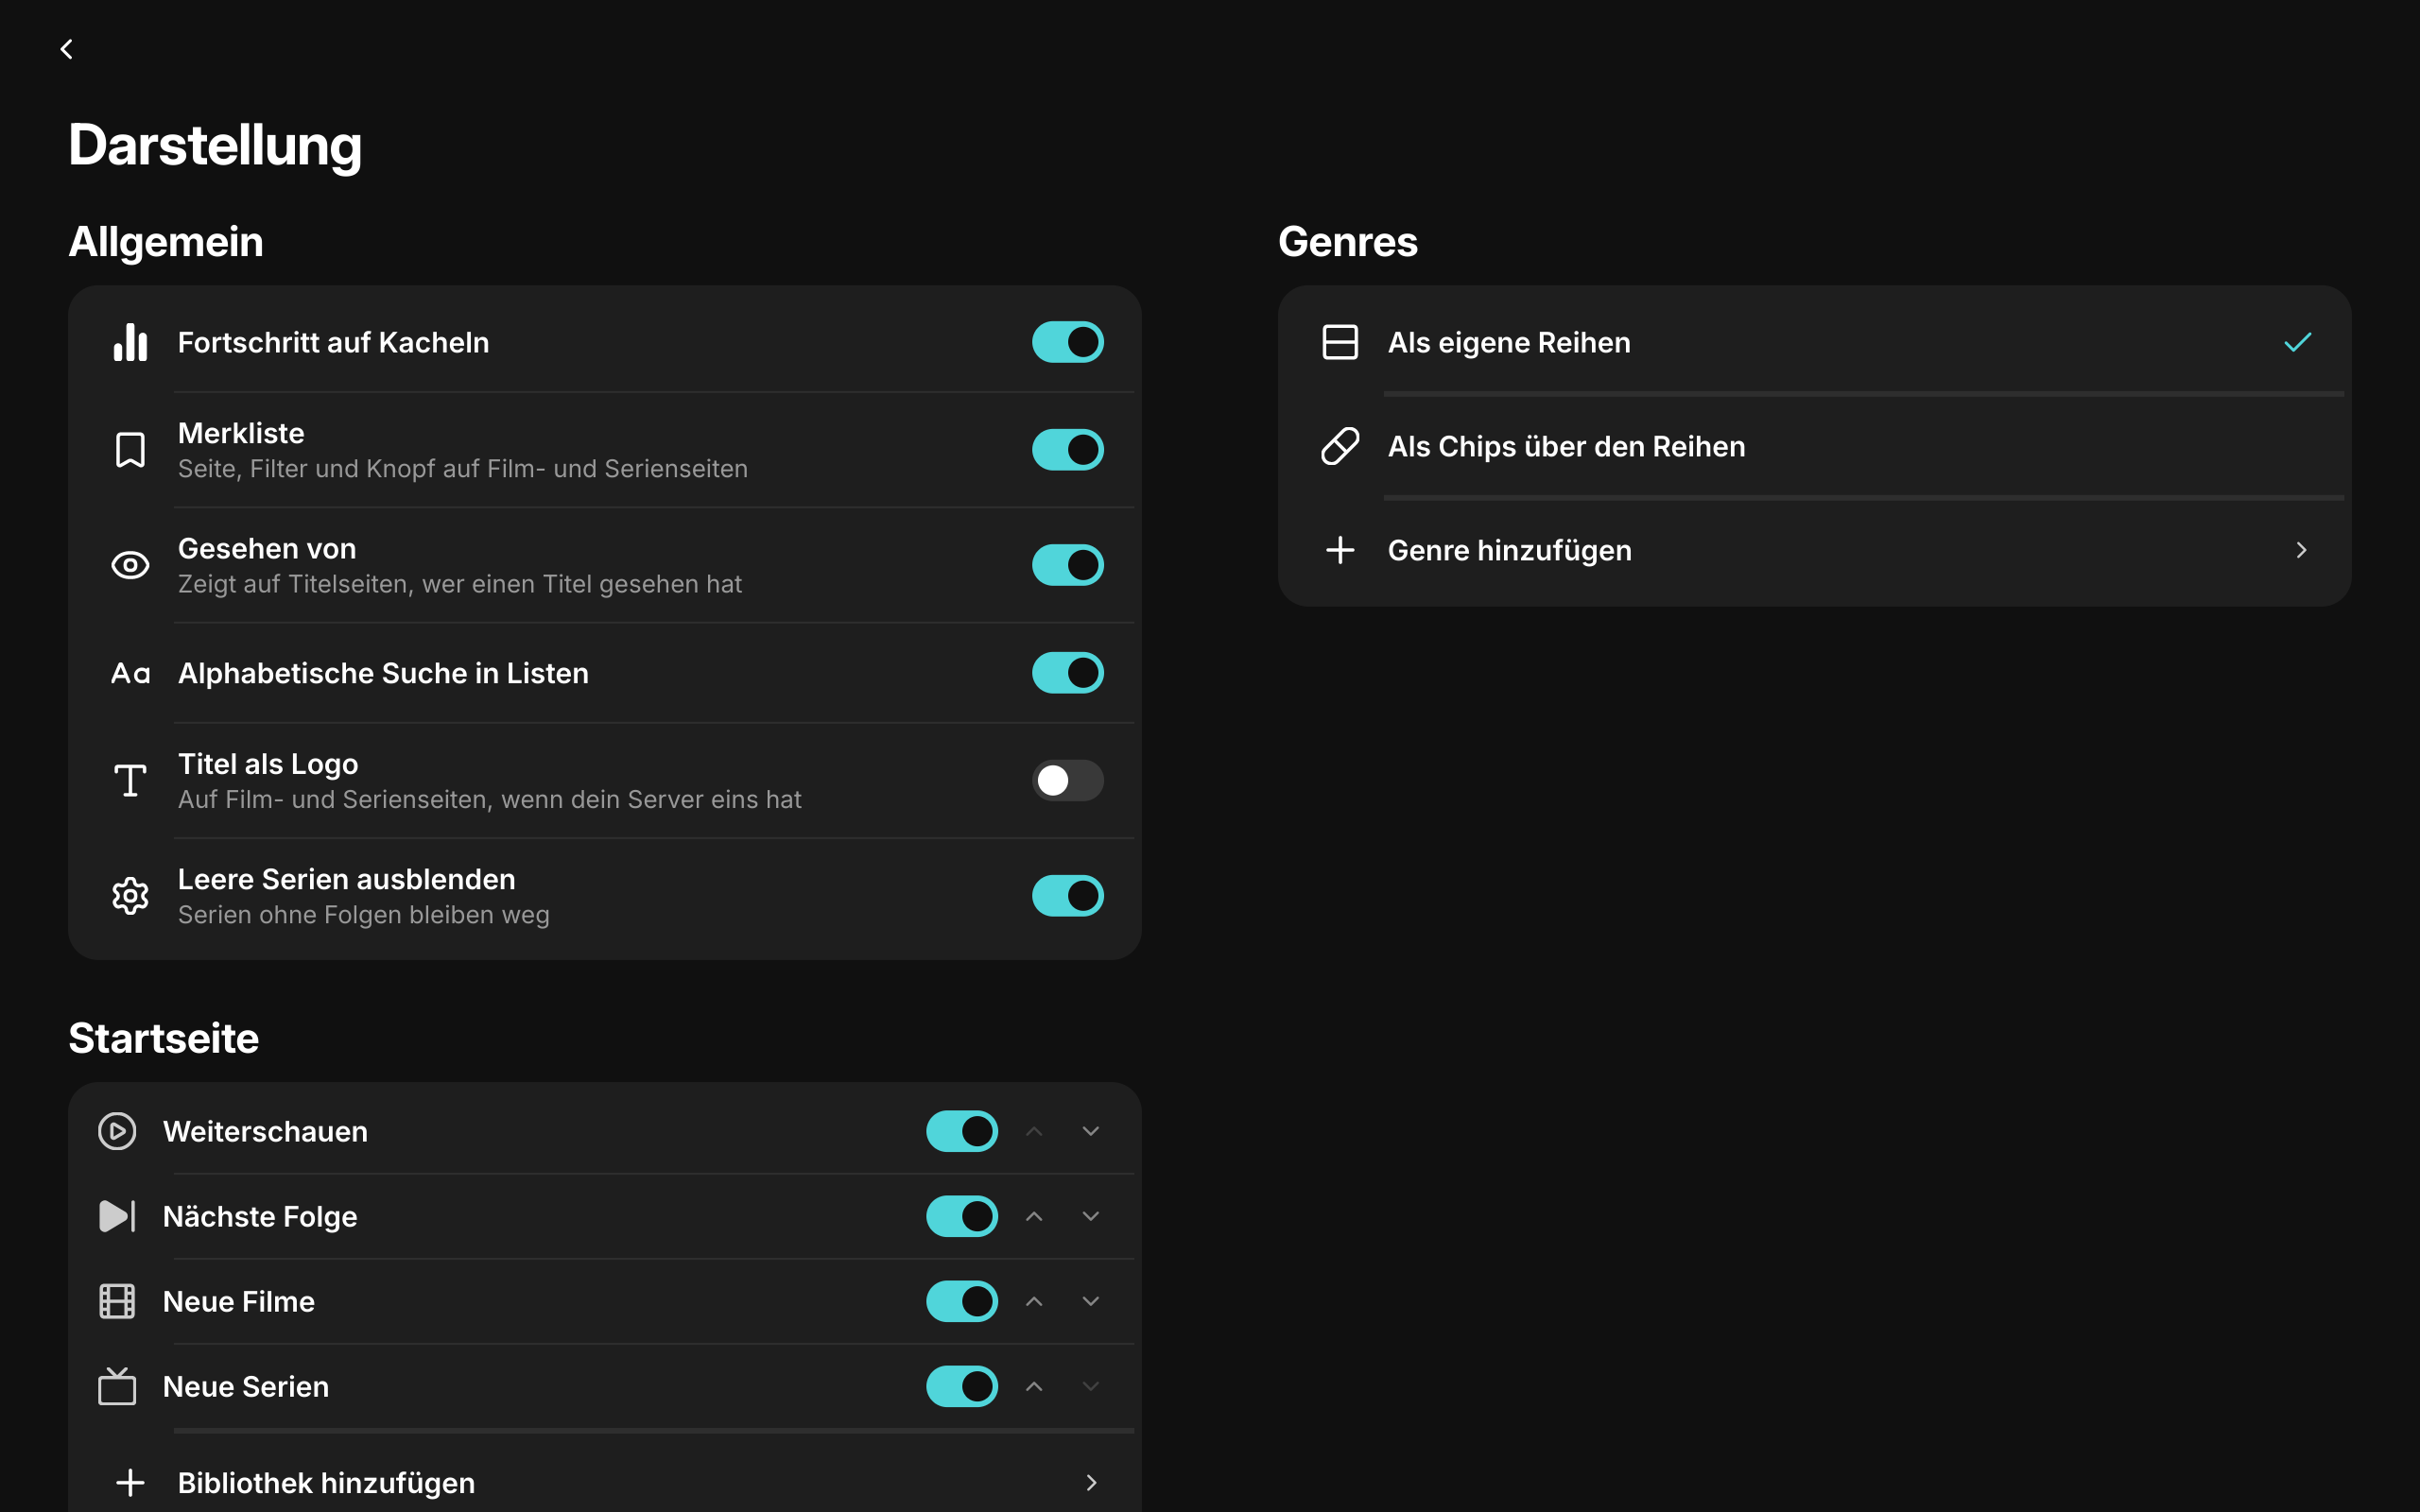 Darstellung
Allgemein
Fortschritt auf Kacheln
Merkliste
Seite, Filter und Knopf auf Film- und Serienseiten
Gesehen von
Zeigt auf Titelseiten, wer einen Titel gesehen hat
Aa Alphabetische Suche in Listen
Titel als Logo
Auf Film- und Serienseiten, wenn dein Server eins hat
Leere Serien ausblenden
Serien ohne Folgen bleiben weg
Startseite
Weiterschauen
Nächste Folge
Neue Filme
Neue Serien
Bibliothek hinzufügen
Genres
Als eigene Reihen
Als Chips über den Reihen
Genre hinzufügen